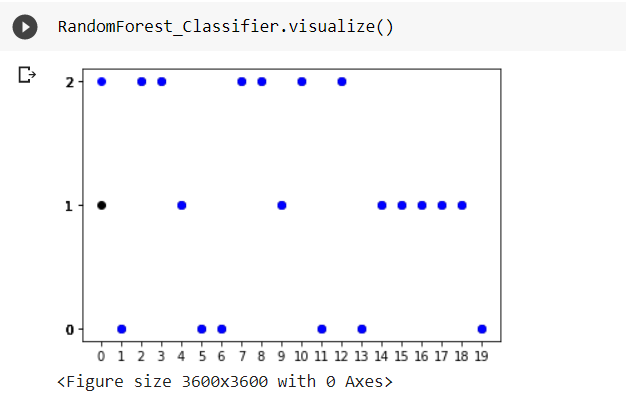 RandomForest_Classifier.visualize()
2
1
0
0 1 2 3 4 5 6 7 8 9 10 11 12 13 14 15 16 17 18 19
<Figure size 3600x3600 with 0 Axes>